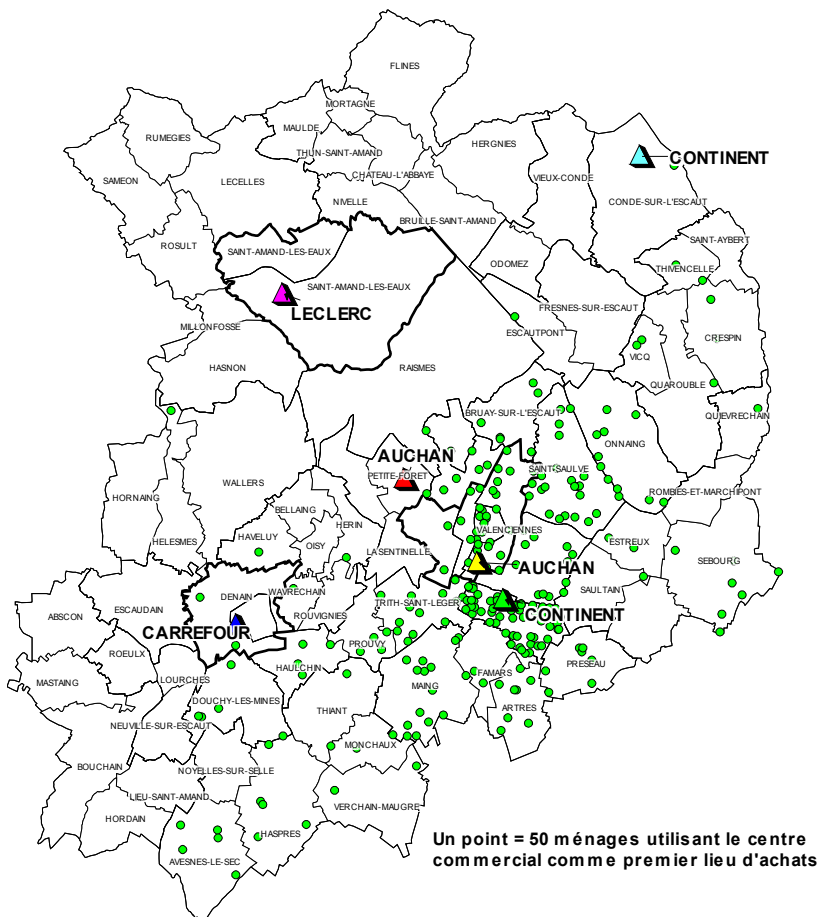 FLINES
MORTAGNE
RUMEGIES
MAULDE
THUN-SAINT-AMAND
HERGNIES
CONTINENT
SAMEON
LECELLES
CHATEAU-L'ABBAYE
VIEUX-CONDE
NIVELLE
CONDE-SUR-L'ESCAUT
BRUILLE-SAINT-AMAND
ROSULT
SAINT-AMAND-LES-EAUX
SAINT-AYBERT
ODOMEZ
THIVENCELLE
SAINT-AMAND-LES-EAUX
LECLERC
FRESNES-SUR-ESCAUT
MILLONFOSSE
ESCAUTPONT
CRESPIN
VICQ
HASNON
RAISMES
QUAROUBLE
BRUAY-SUR-L'ESCAUT
QUIEVRECHAIN
ONNAING
AUCHAN
PETITE-FORET
SAINT-SAULVE
WALLERS
ROMBIES-ET-MARCHIPONT
HORNAING
BELLAING
HERIN
VALENCIENNES
HELESMES
HAVELUY
OISY
LA SENTINELLE
ESTREUX
SEBOURG
AUCHAN
SAULTAIN
DENAIN
WAVRECHAIN
TRITH-SAINT-LEGER
ABSCON
ESCAUDAIN
ROUVIGNIES
CONTINENT
CARREFOUR
PROUVY
ROEULX
HAULCHIN
PRESEAU
MASTAING
LOURCHES
FAMARS
MAING
DOUCHY-LES-MINES
ARTRES
THIANT
NEUVILLE-SUR-ESCAUT
MONCHAUX
BOUCHAIN
NOYELLES-SUR-SELLE
LIEU-SAINT-AMAND
VERCHAIN-MAUGRE
HORDAIN
HASPRES
AVESNES-LE-SEC
Un point = 50 ménages utilisant le centre
commercial comme premier lieu d'achats